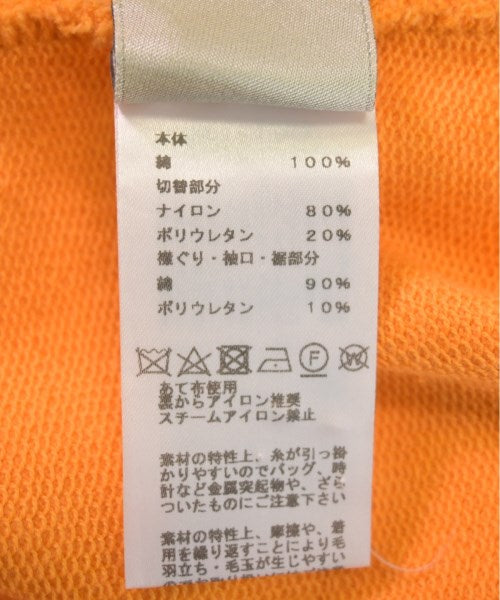 本体
綿 100%
切替部分
ナイロン 80%
ポリウレタン 20%
襟ぐり・袖口・裾部分
綿 90%
ポリウレタン 10%
F
W
あて布使用
裏からアイロン推奨
スチームアイロン禁止
素材の特性上、糸が引っ掛
かりやすいのでバッグ、時
計など金属突起物や、ざら
ついたものにご注意下さい
素材の特性上、摩擦や、着
用を繰り返すことにより毛
羽立ち・毛玉が生じやすい